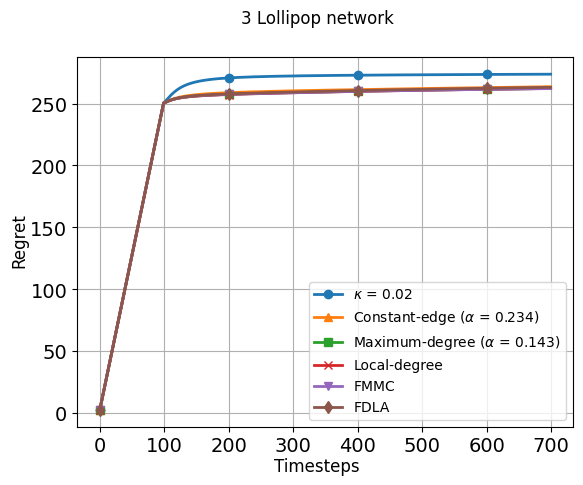 3 Lollipop network
Regret
250
200
150
100
50
0
κ = 0.02
Constant-edge (α = 0.234)
Maximum-degree (α = 0.143)
Local-degree
FMMC
FDLA
0 100 200 300 400 500 600 700
Timesteps